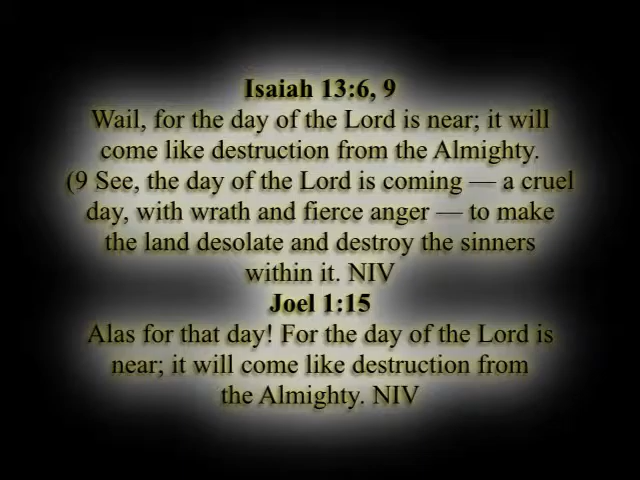 Isaiah 13:6, 9
Wail, for the day of the Lord is near; it will
come like destruction from the Almighty.
(9 See, the day of the Lord is coming — a cruel
day, with wrath and fierce anger — to make
the land desolate and destroy the sinners
within it. NIV
Joel 1:15
Alas for that day! For the day of the Lord is
near; it will come like destruction from
the Almighty. NIV